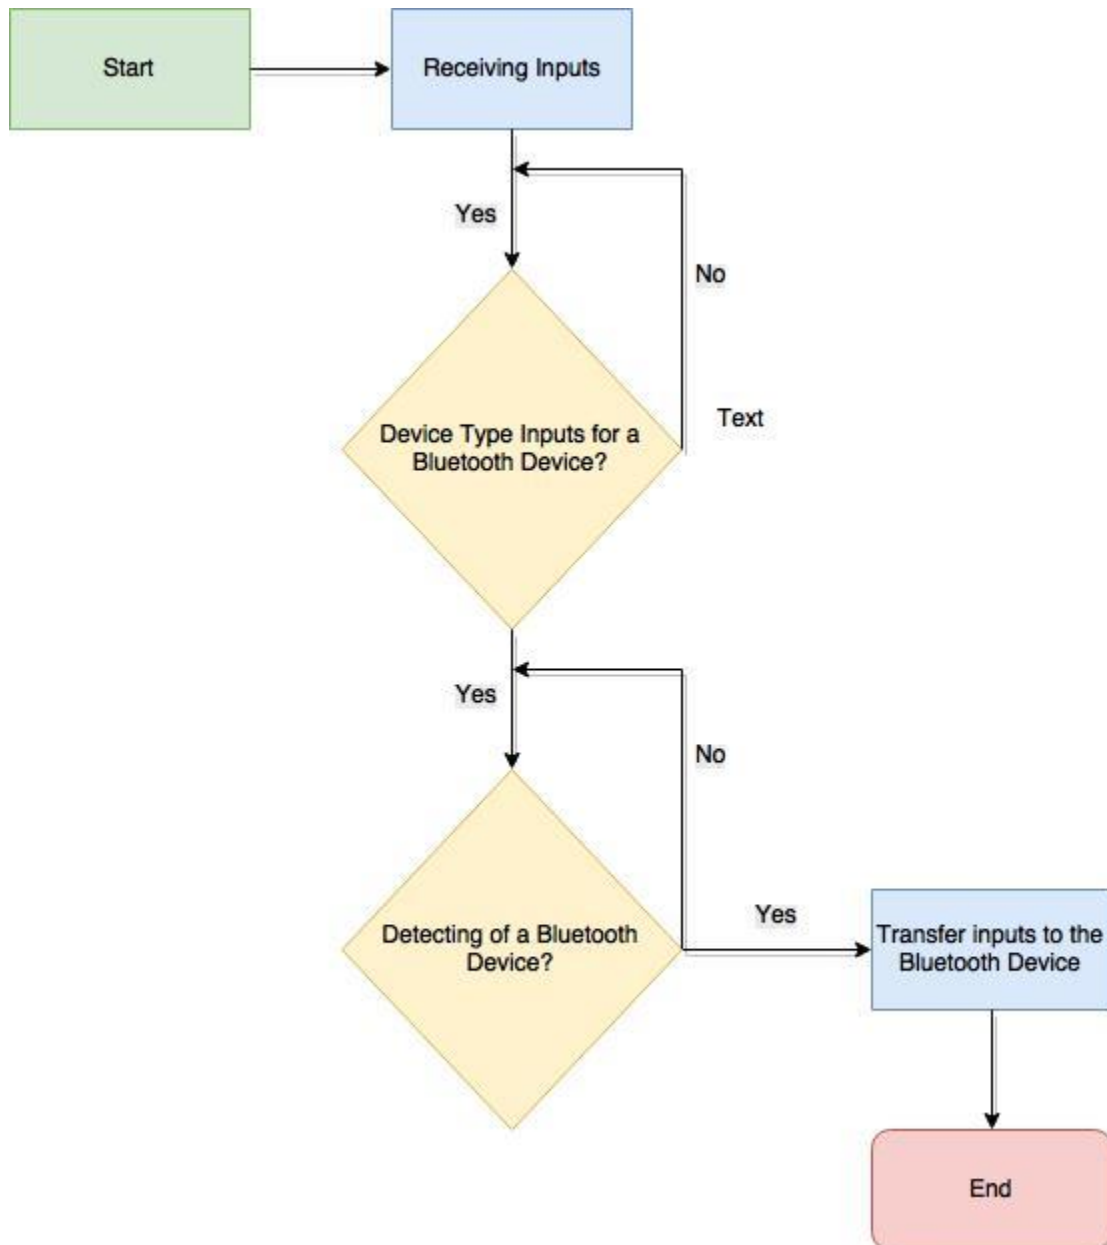 Start
Receiving Inputs
Yes
No
Text
Device Type Inputs for a
Bluetooth Device?
Yes
No
Yes
Detecting of a Bluetooth
Device?
Transfer inputs to the
Bluetooth Device
End